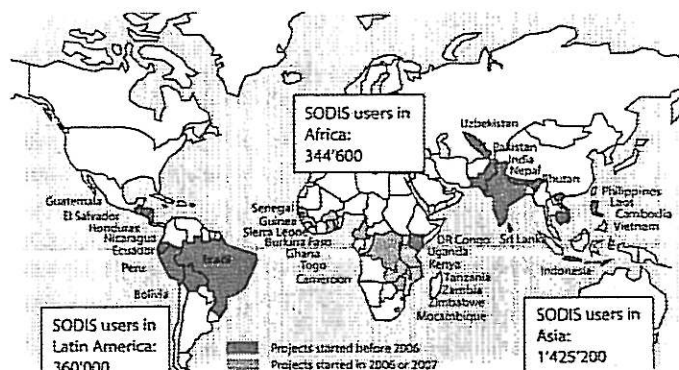 SODIS users in
Africa:
344'600
Uzbekistan
Pakistan
India
Nepal
Bhutan
Philippines
Laos
Cambodia
Vietnam
Sri Lanka
Indonesia
Guatemala
El Salvador
Honduras
Nicaragua
Ecuador
Peru
Brazil
Bolivia
Senegal
Guinea
Sierra Leone
Burkina Faso
Ghana
Togo
Cameroon
DR Congo
Uganda
Kenya
Tanzania
Zambia
Zimbabwe
Mocambique
SODIS users in
Latin America:
360'000
Projects started before 2006
Projects started in 2006 or 2007
SODIS users in
Asia:
1'425'200